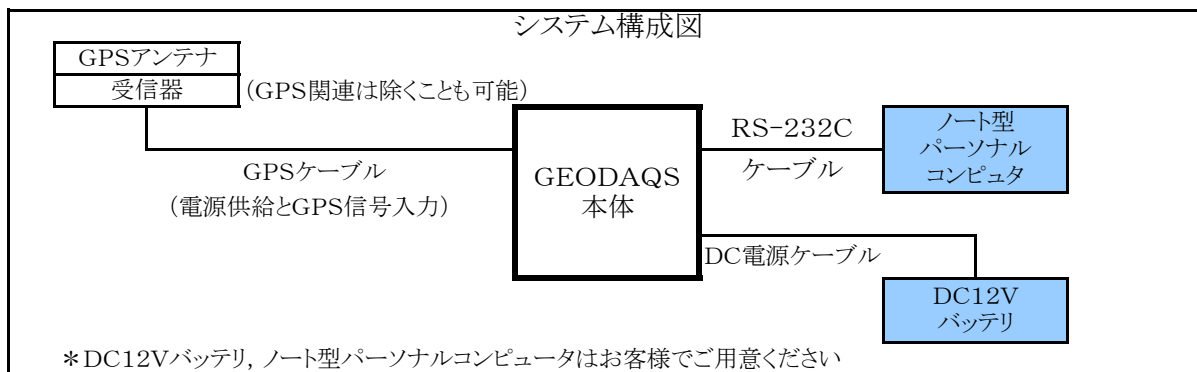 システム構成図
GPSアンテナ
受信器
(GPS関連は除くことも可能)
GPSケーブル
(電源供給とGPS信号入力)
GEODAQS
本体
RS-232C
ケーブル
ノート型
パーソナル
コンピュタ
DC電源ケーブル
DC12V
バッテリ
*DC12Vバッテリ, ノート型パーソナルコンピュータはお客様でご用意ください